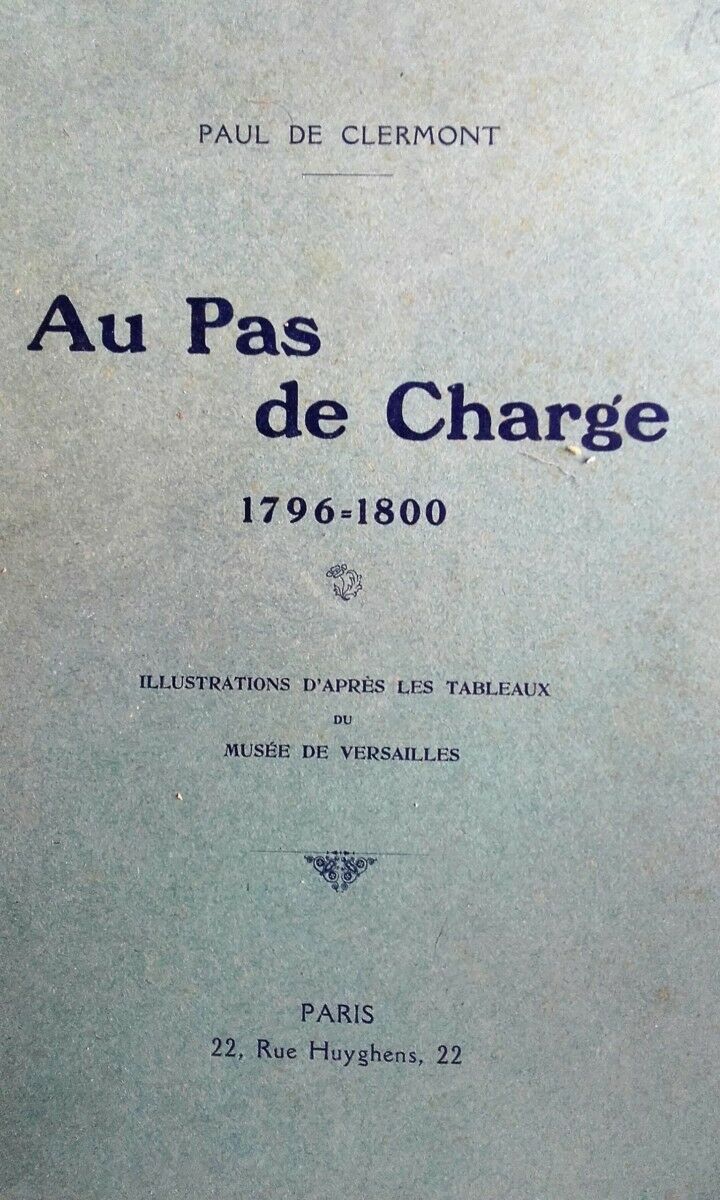 PAUL DE CLERMONT
Au Pas
de Charge
1796=1800
ILLUSTRATIONS D'APRÈS LES TABLEAUX
DU
MUSÉE DE VERSAILLES
PARIS
22, Rue Huyghens, 22